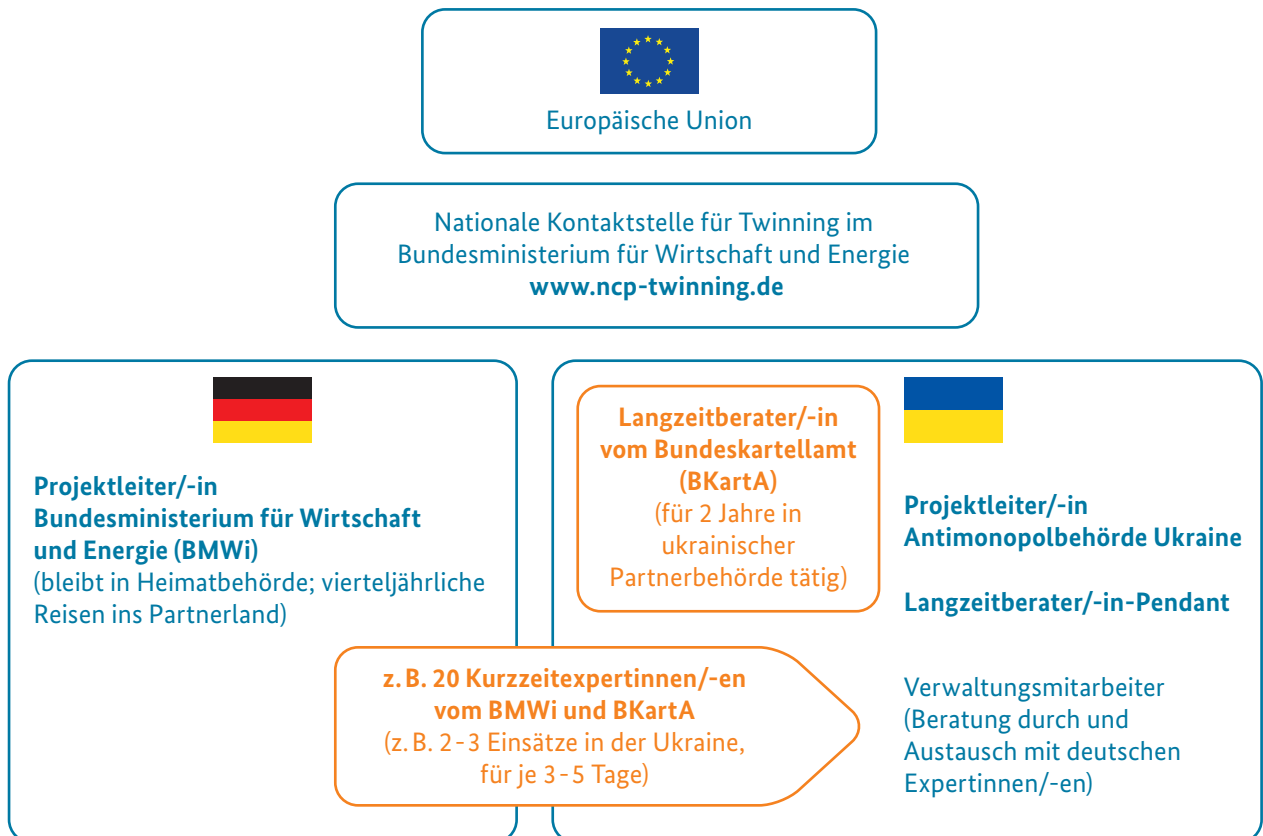 Europäische Union
Nationale Kontaktstelle für Twinning im
Bundesministerium für Wirtschaft und Energie
www.ncp-twinning.de
Projektleiter/-in
Bundesministerium für Wirtschaft
und Energie (BMWi)
(bleibt in Heimatbehörde; vierteljährliche
Reisen ins Partnerland)
Langzeitberater/-in
vom Bundeskartellamt
(BKartA)
(für 2 Jahre in
ukrainischer
Partnerbehörde tätig)
Projektleiter/-in
Antimonopolbehörde Ukraine
Langzeitberater/-in-Pendant
z. B. 20 Kurzzeitexpertinnen/-en
vom BMWi und BKartA
(z. B. 2 - 3 Einsätze in der Ukraine,
für je 3 - 5 Tage)
Verwaltungsmitarbeiter
(Beratung durch und
Austausch mit deutschen
Expertinnen/-en)